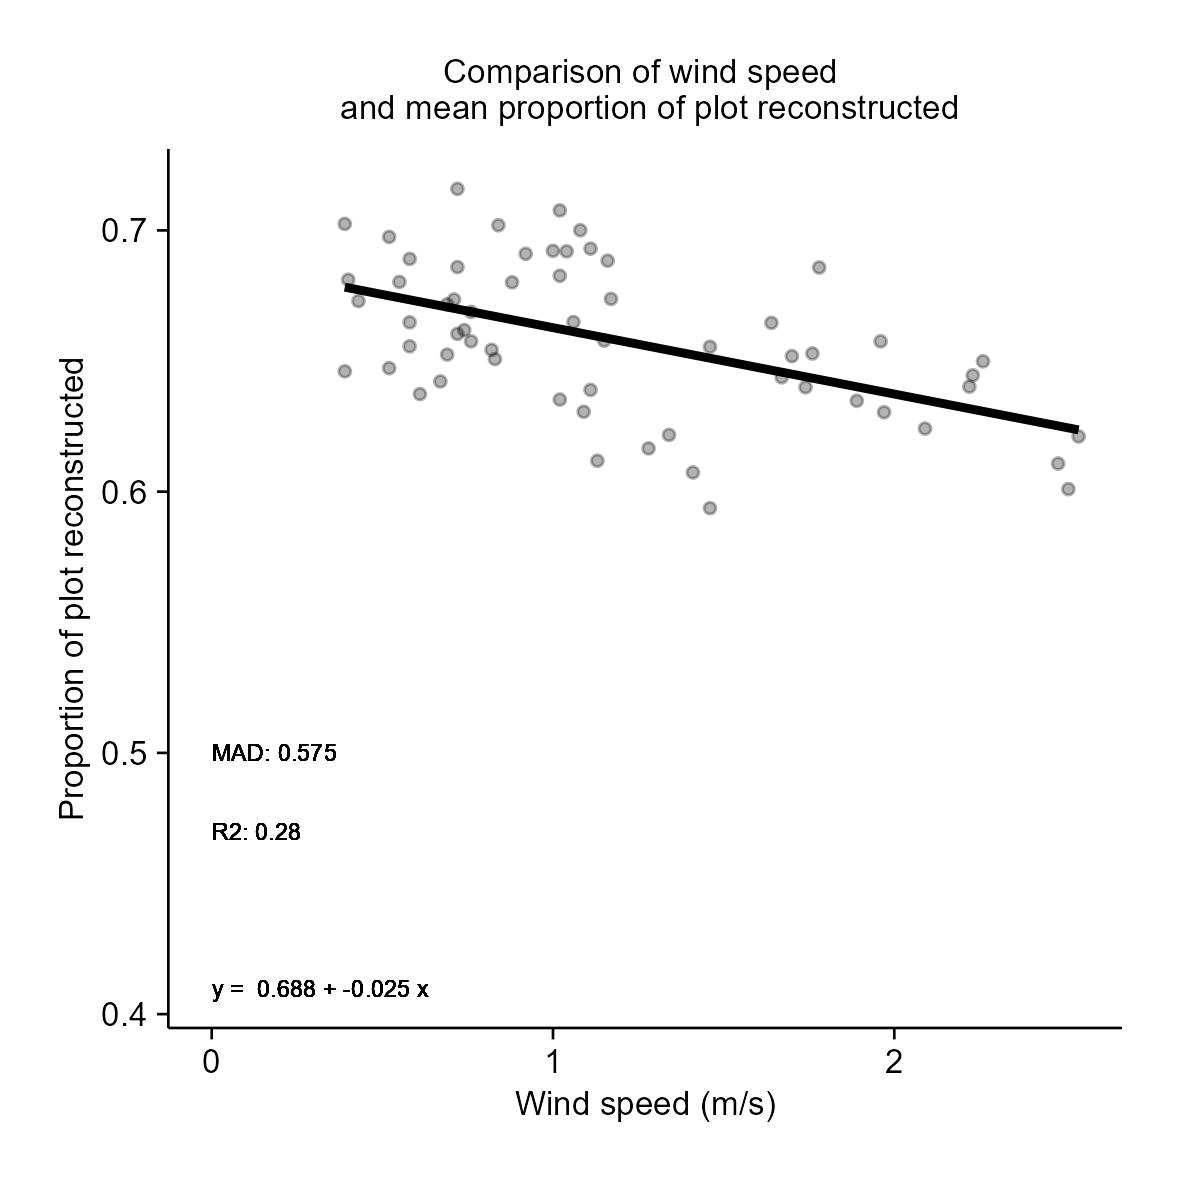 Comparison of wind speed
and mean proportion of plot reconstructed
Proportion of plot reconstructed
0.7
0.6
0.5
0.4
MAD: 0.575
R2: 0.28
y =  0.688 + -0.025 x
0
1
2
Wind speed (m/s)